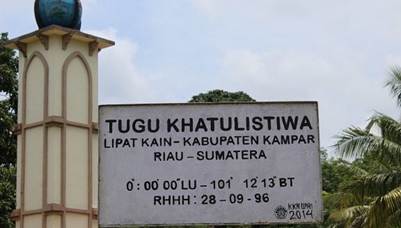 TUGU KHATULISTIWA
LIPAT KAIN – KABUPATEN KAMPAR
RIAU – SUMATERA
0° : 00' 00" LU – 101° 12' 13" BT
RHHH : 28 - 09 - 96
2014